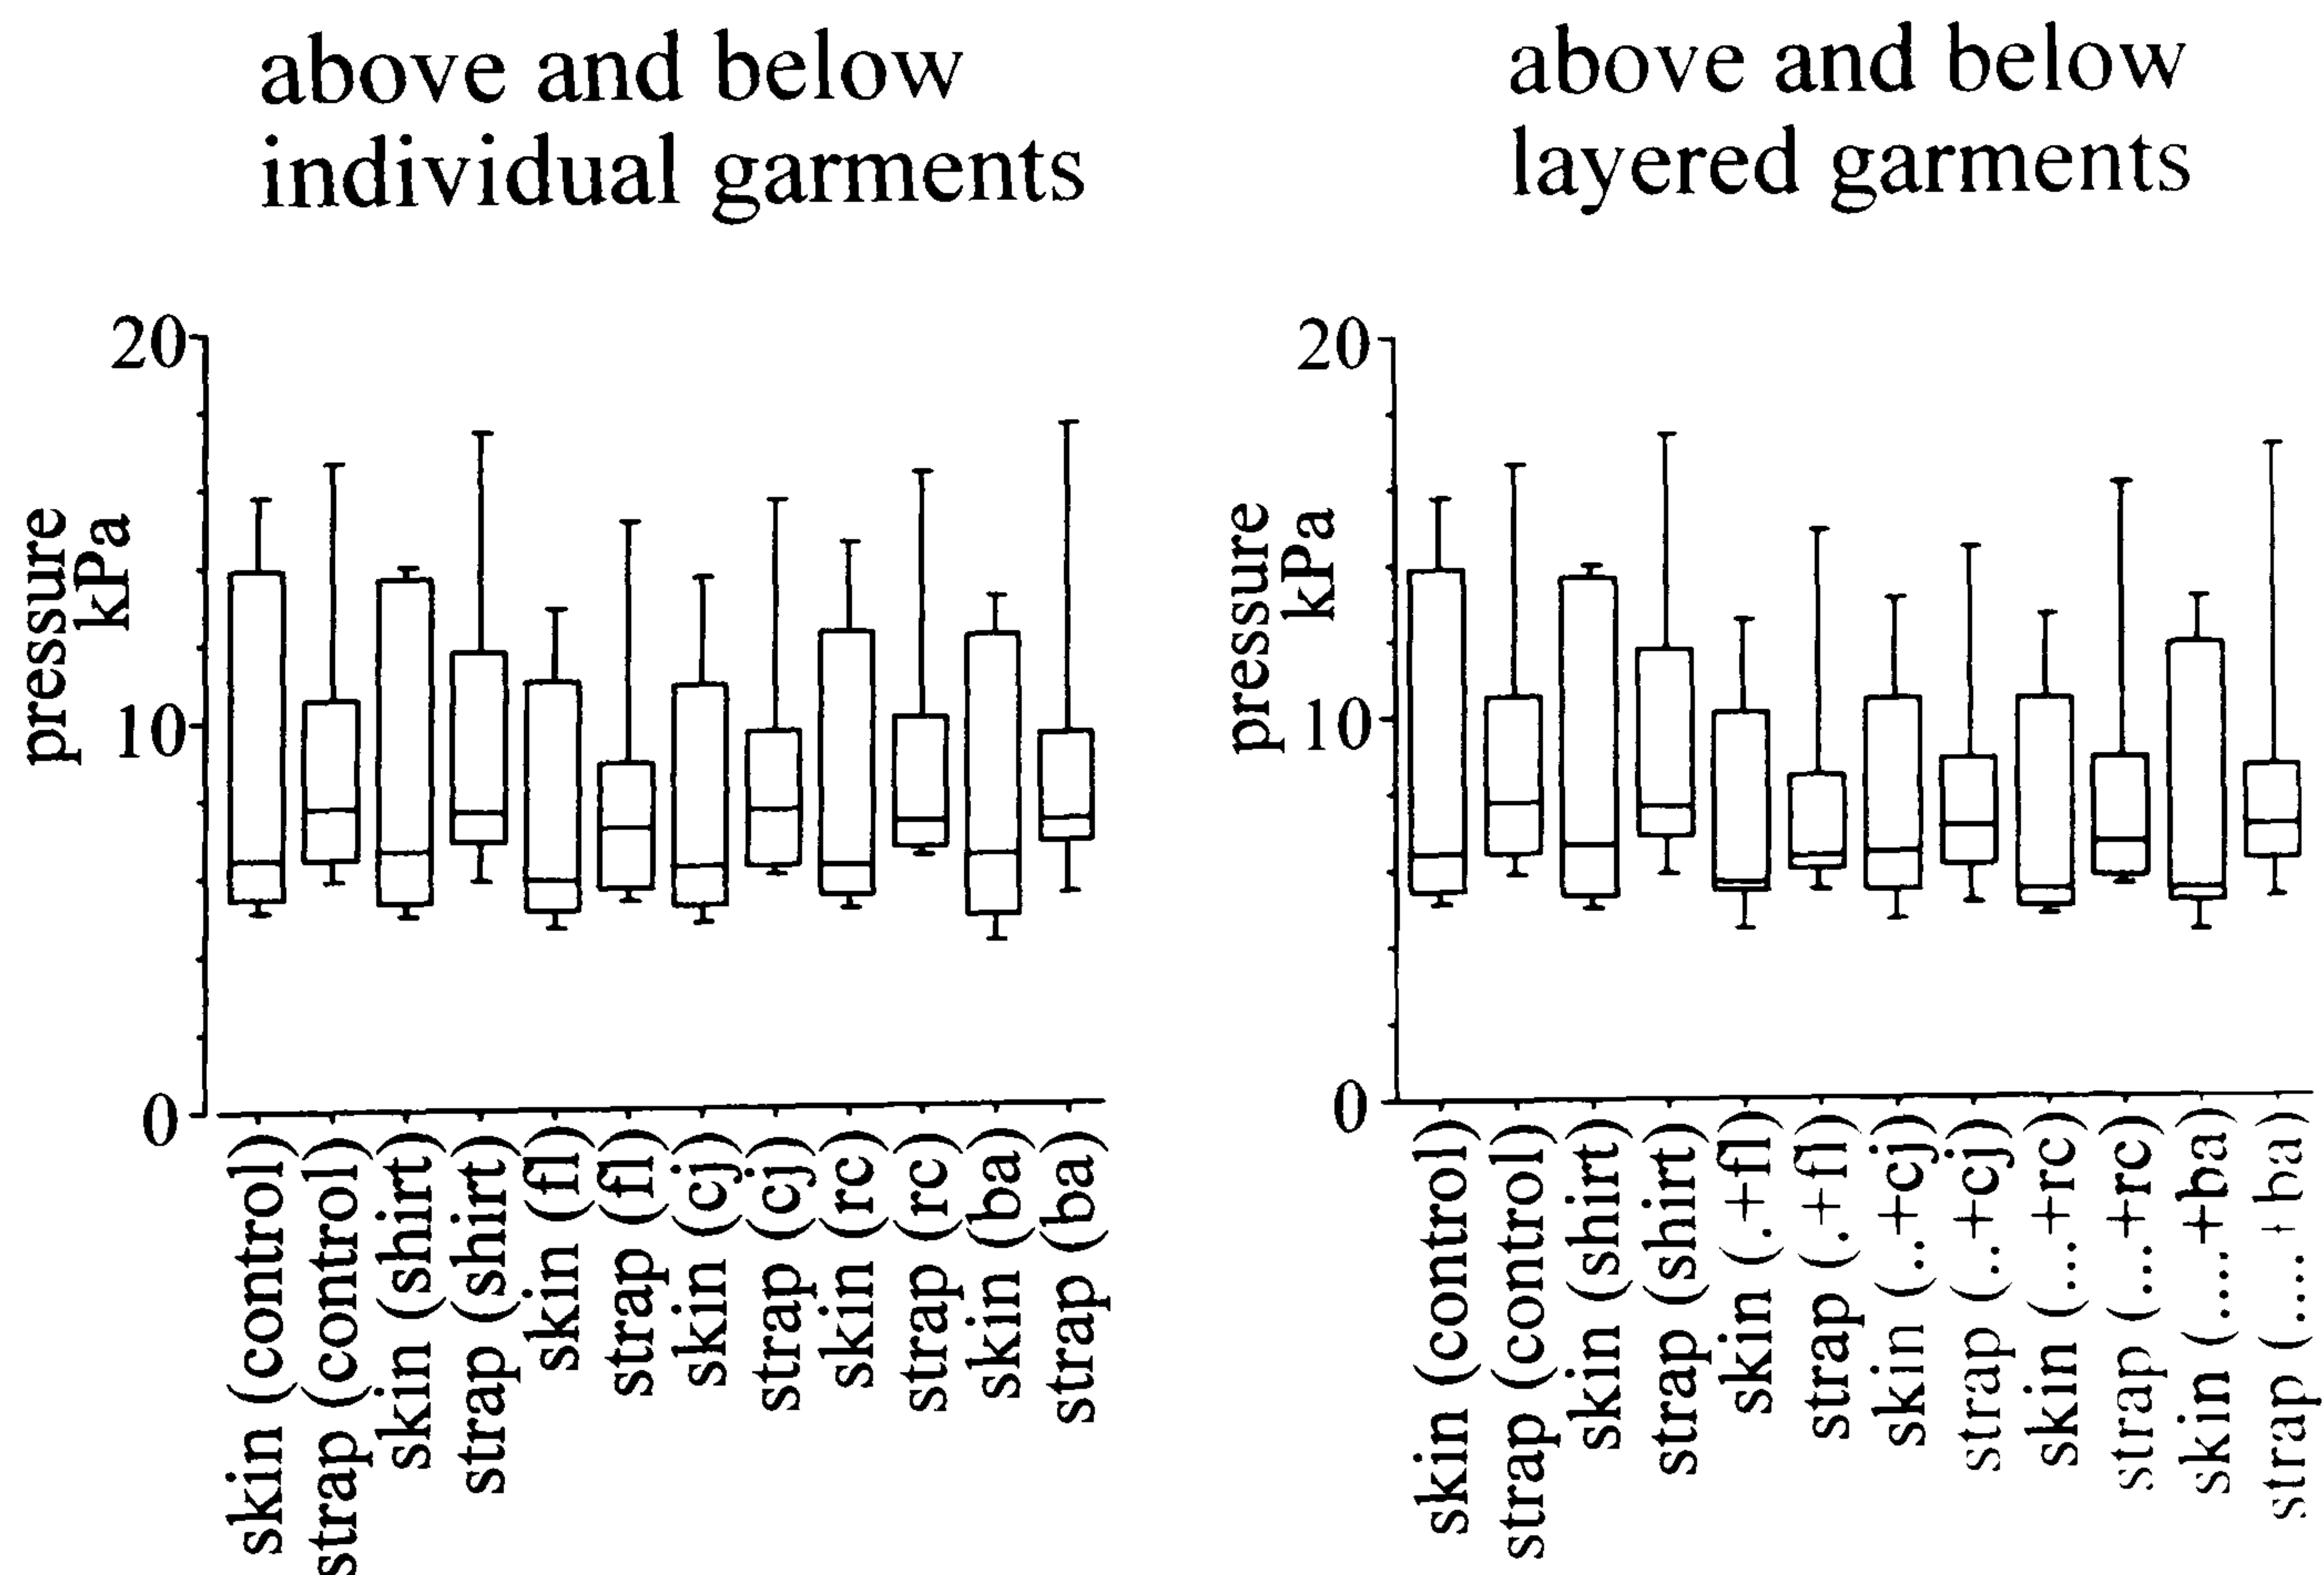 above and below
individual garments
pressure
kPa
20
10
0
skin (control)
strap (control)
skin (shirt)
strap (shirt)
skin (fl)
strap (fl)
skin (cj)
strap (cj)
skin (rc)
strap (rc)
skin (ba)
strap (ba)
above and below
layered garments
pressure
kPa
20
10
0
skin (control)
strap (control)
skin (shirt)
strap (shirt)
skin (.+fl)
strap (.+fl)
skin (..+cj)
strap (..+cj)
skin (...+rc)
strap (...+rc)
skin (....+ba)
strap (....+ba)